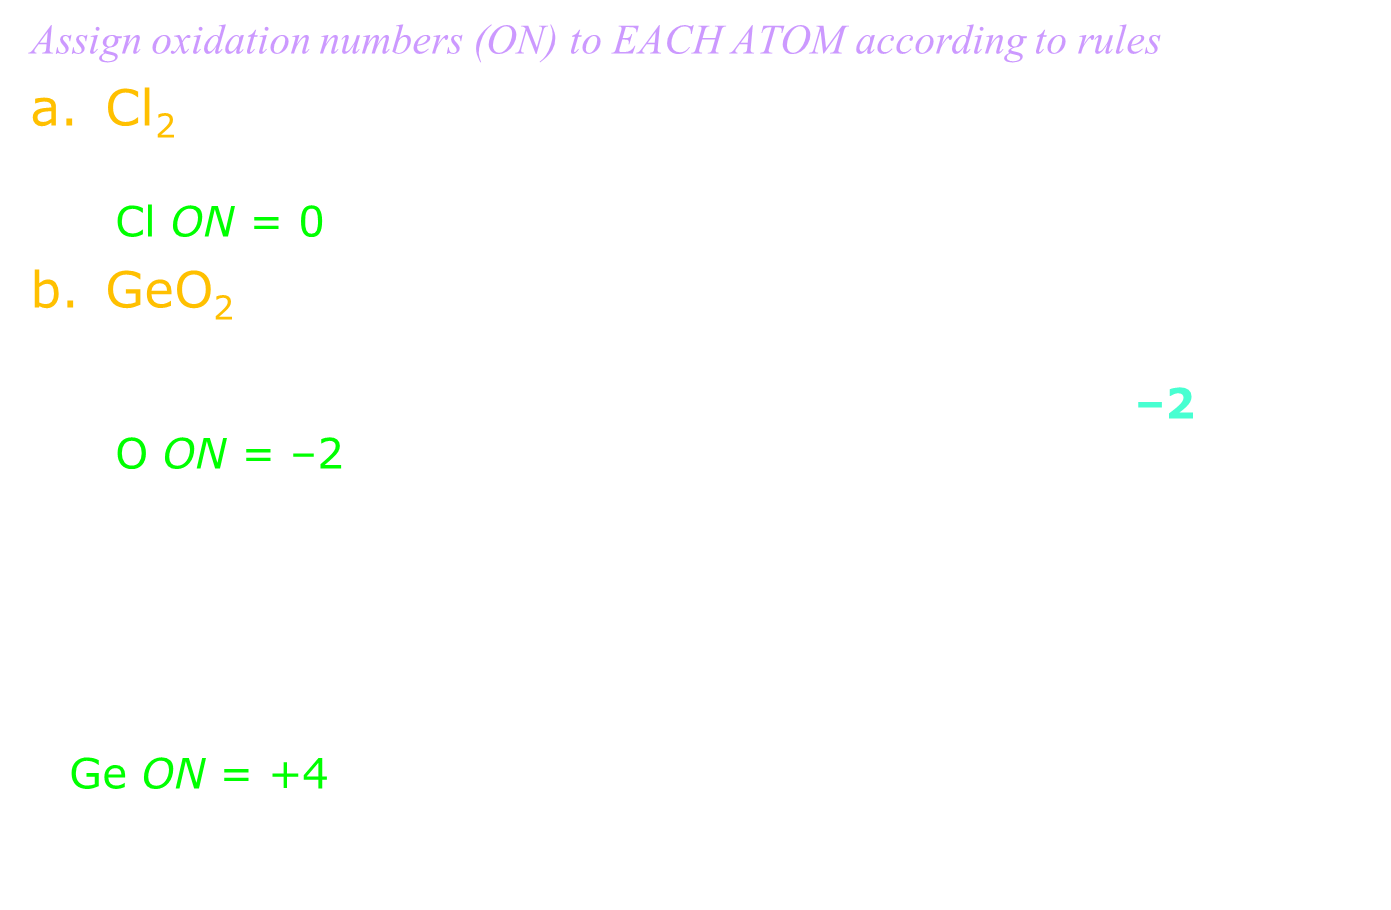 Assign oxidation numbers (ON) to EACH ATOM according to rules
a. Cl₂
Cl ON = 0
b. GeO₂
–2
O ON = –2
Ge ON = +4